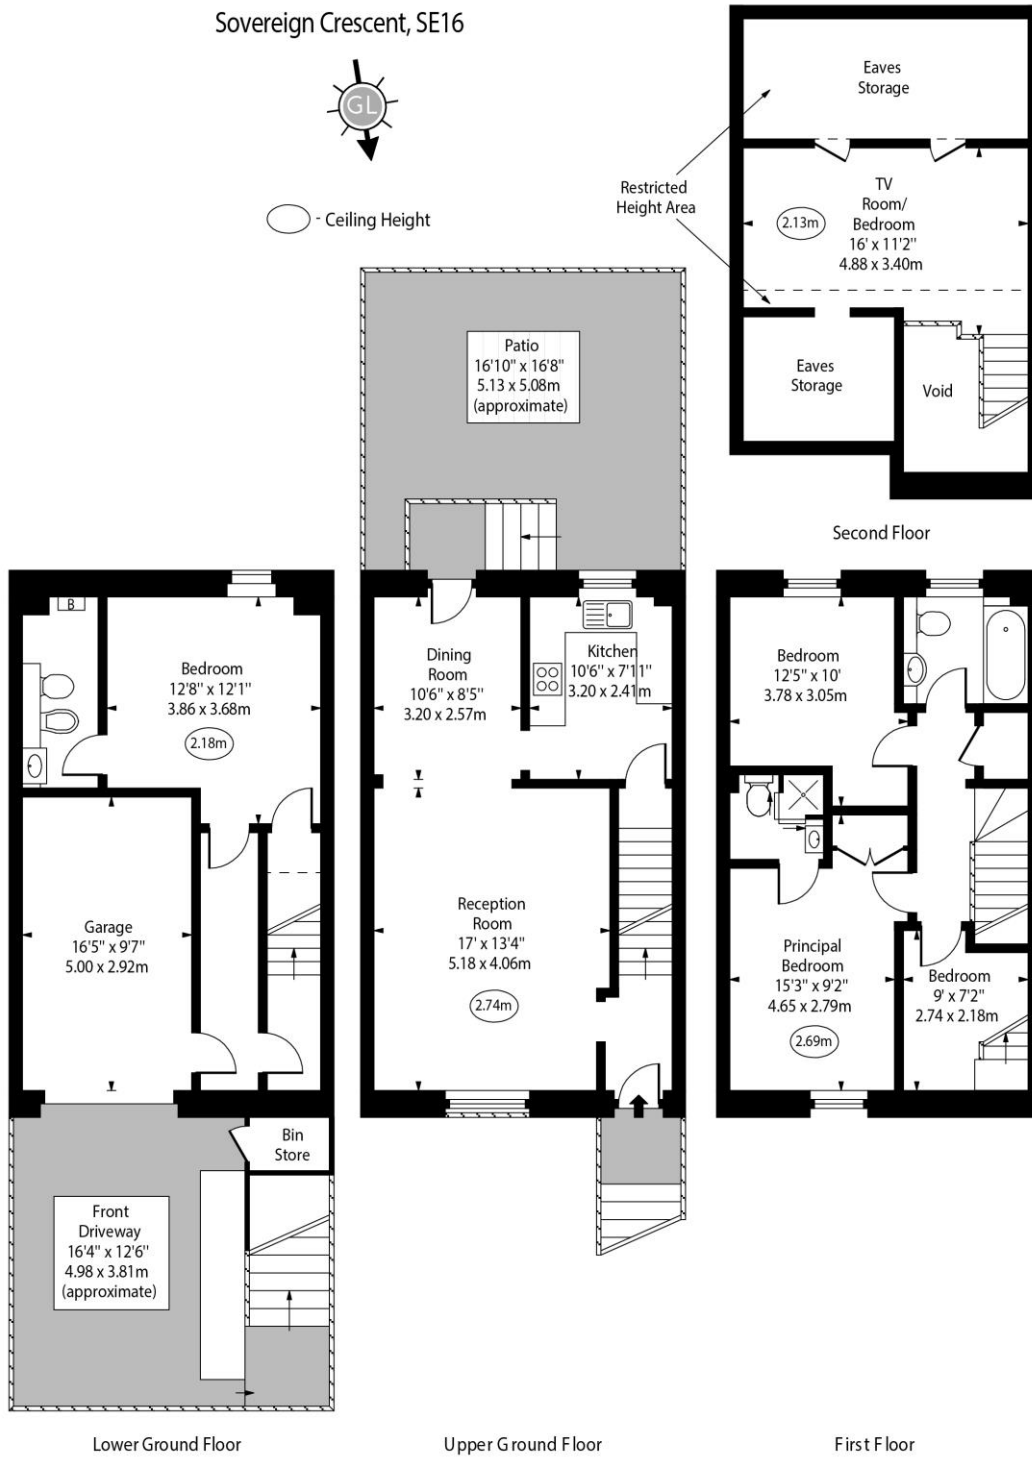 Sovereign Crescent, SE16
GL
- Ceiling Height
Eaves
Storage
Restricted
Height Area
2.13m
TV
Room/
Bedroom
16' x 11'2"
4.88 x 3.40m
Eaves
Storage
Void
Second Floor
Patio
16'10" x 16'8"
5.13 x 5.08m
(approximate)
B
Bedroom
12'8" x 12'1"
3.86 x 3.68m
2.18m
Garage
16'5" x 9'7"
5.00 x 2.92m
Bin
Store
Front
Driveway
16'4" x 12'6"
4.98 x 3.81m
(approximate)
Lower Ground Floor
Dining
Room
10'6" x 8'5"
3.20 x 2.57m
Kitchen
10'6" x 7'11"
3.20 x 2.41m
Reception
Room
17' x 13'4"
5.18 x 4.06m
2.74m
Upper Ground Floor
Bedroom
12'5" x 10'
3.78 x 3.05m
Principal
Bedroom
15'3" x 9'2"
4.65 x 2.79m
2.69m
Bedroom
9' x 7'2"
2.74 x 2.18m
First Floor